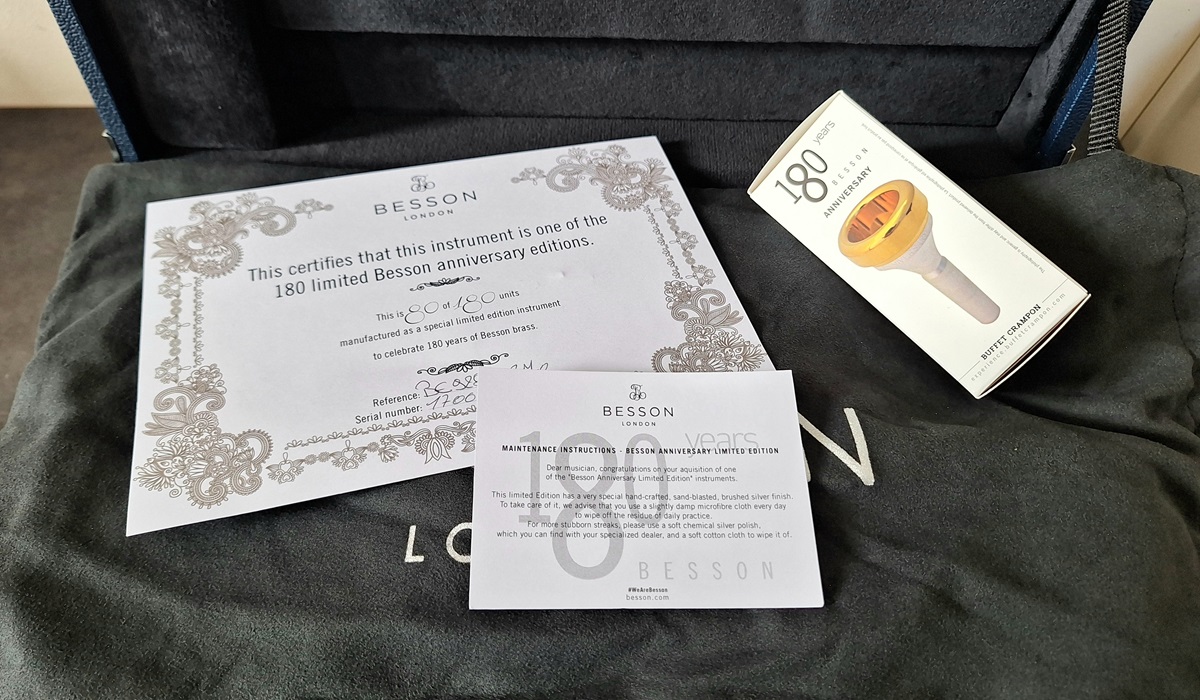 BESSON
LONDON
This certifies that this instrument is one of the
180 limited Besson anniversary editions.
This is 80 of 180 units
manufactured as a special limited edition instrument
to celebrate 180 years of Besson brass.
Reference:
Serial number:
180 years
BESSON
ANNIVERSARY
BUFFET CRAMPON
experience.buffetcrampon.com
BESSON
LONDON
180 years
MAINTENANCE INSTRUCTIONS - BESSON ANNIVERSARY LIMITED EDITION
Dear musician, congratulations on your aquisition of one
of the "Besson Anniversary Limited Edition" instruments.
This limited Edition has a very special hand-crafted, sand-blasted, brushed silver finish.
To take care of it, we advise that you use a slightly damp microfibre cloth every day
to wipe off the residue of daily practice.
For more stubborn streaks, please use a soft chemical silver polish,
which you can find with your specialized dealer, and a soft cotton cloth to wipe it of.
BESSON
#WeAreBesson
besson.com